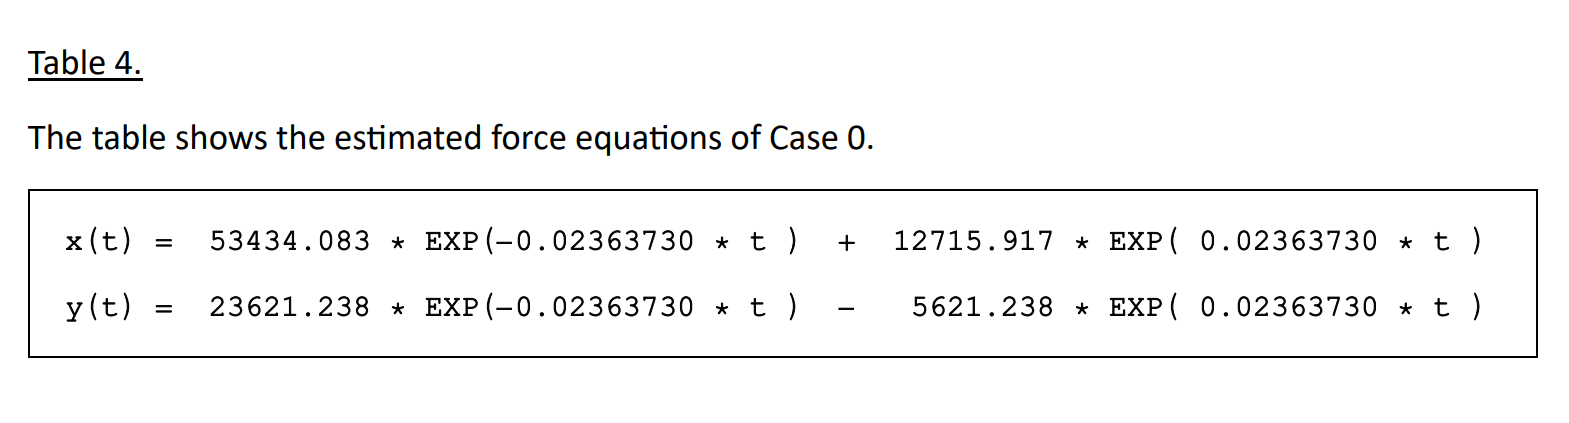 Table 4.
The table shows the estimated force equations of Case 0.
x(t) = 53434.083 * EXP(-0.02363730 * t ) + 12715.917 * EXP( 0.02363730 * t )
y(t) = 23621.238 * EXP(-0.02363730 * t ) - 5621.238 * EXP( 0.02363730 * t )